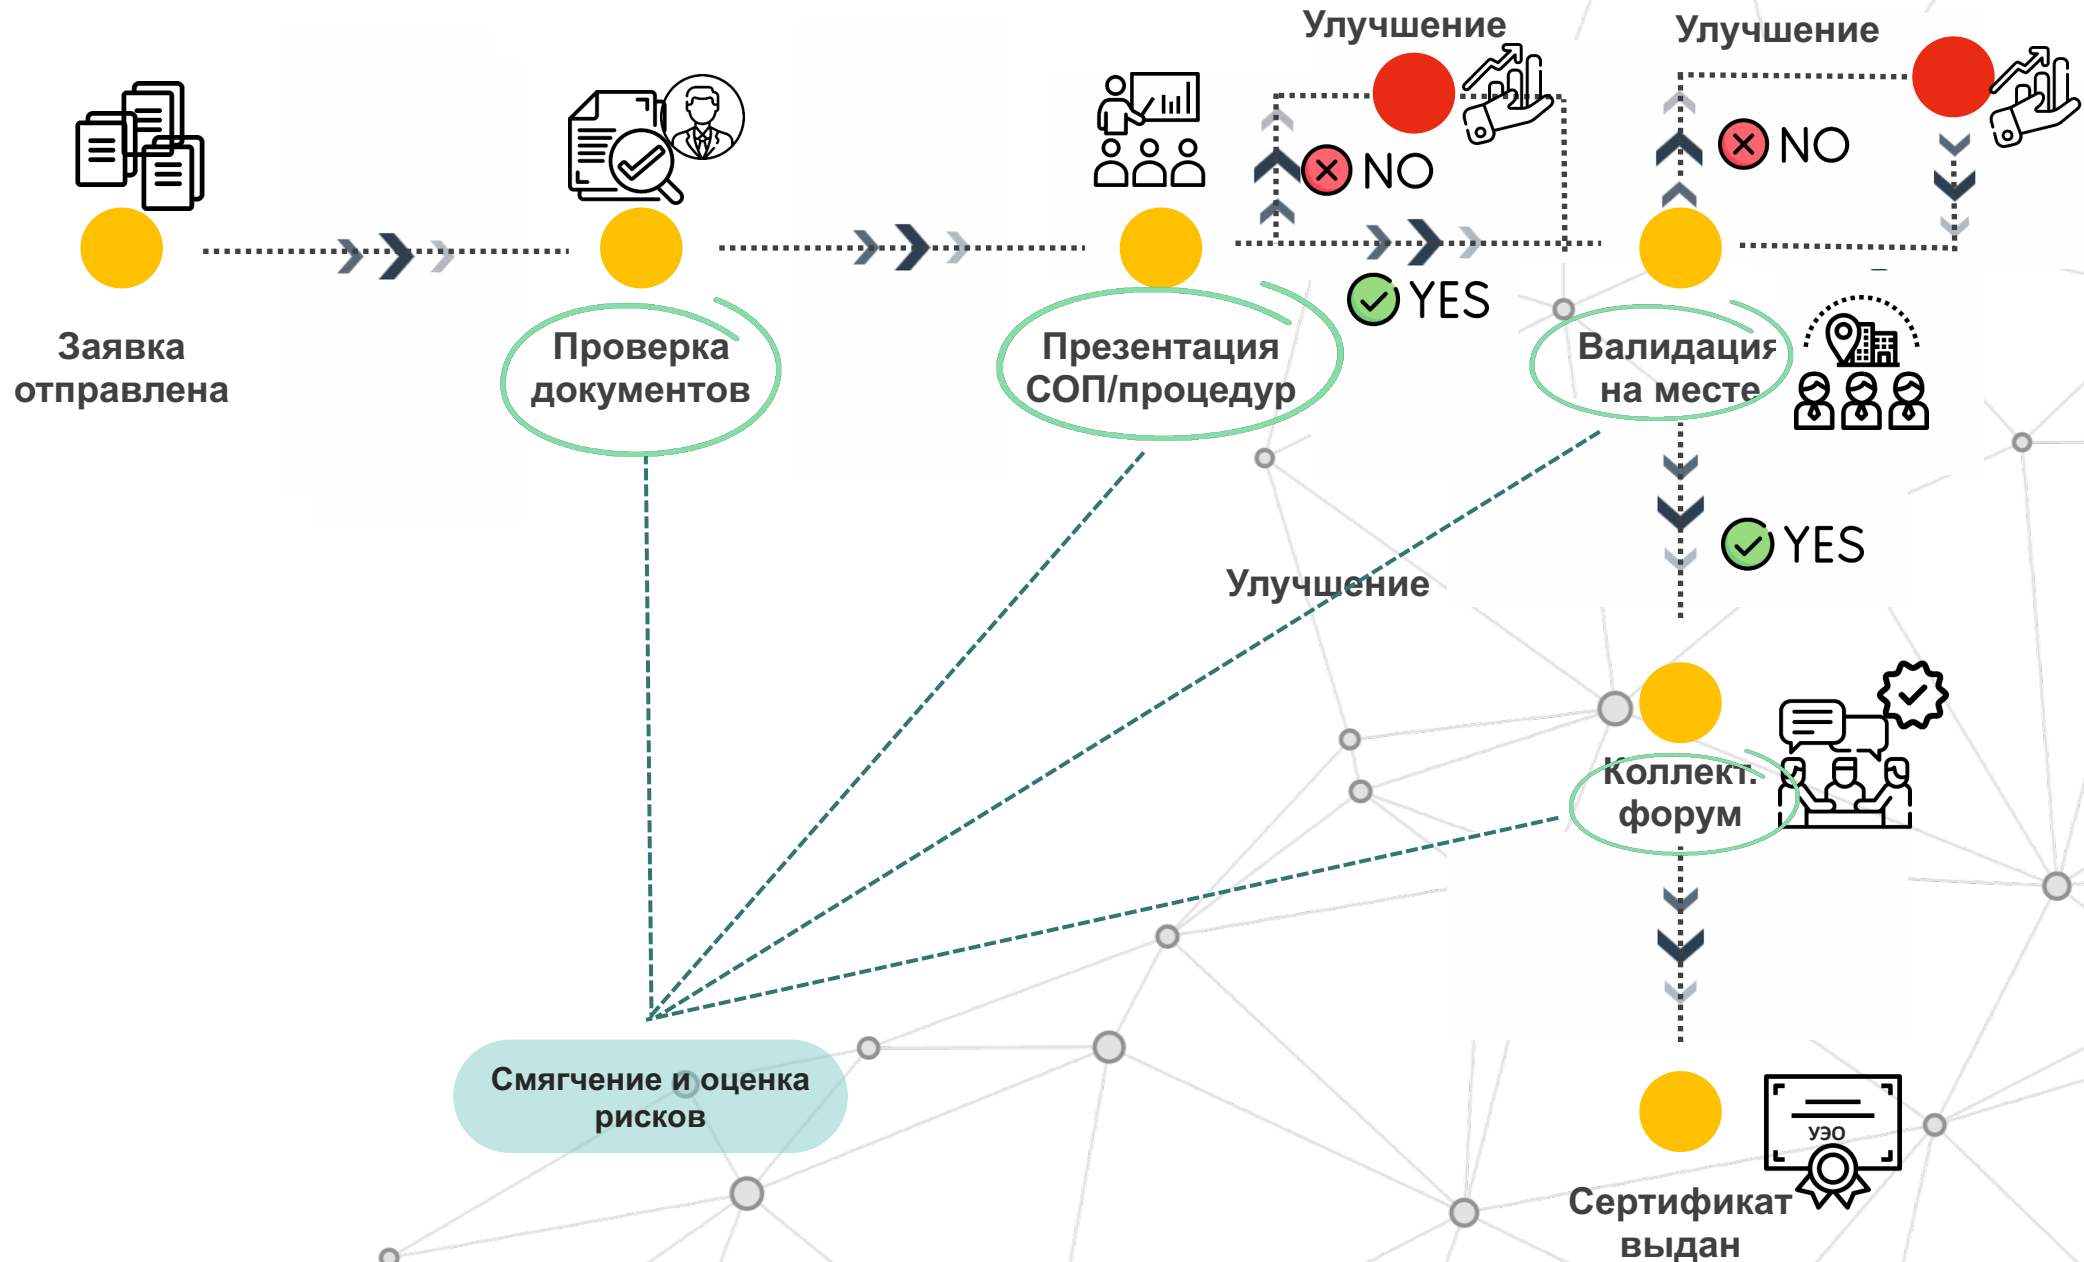 Улучшение
Улучшение
NO
NO
YES
Заявка
отправлена
Проверка
документов
Презентация
СОП/процедур
Валидация
на месте
YES
Улучшение
Коллект.
форум
Смягчение и оценка
рисков
УЭО
Сертификат
выдан